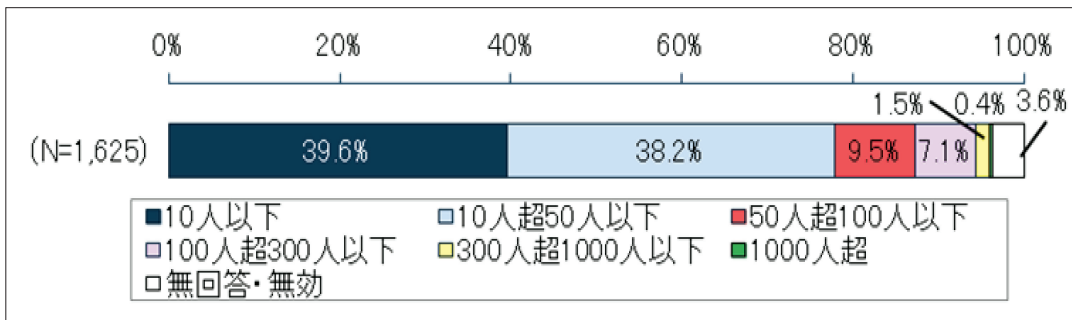 0% 20% 40% 60% 80% 100%
1.5% 0.4% 3.6%
(N=1,625) 39.6% 38.2% 9.5% 7.1%
■10人以下 ■10人超50人以下 ■50人超100人以下
■100人超300人以下 ■300人超1000人以下 ■1000人超
□無回答・無効